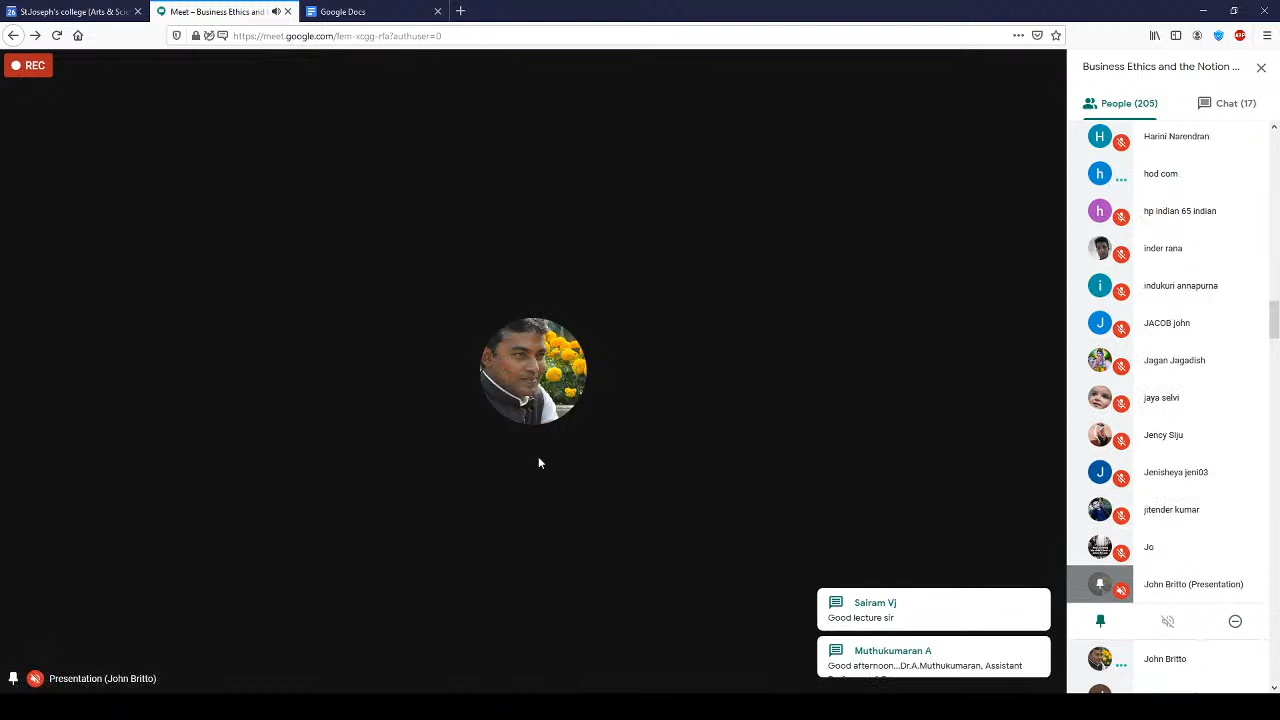 St.Joseph's college (Arts & Sci
Meet – Business Ethics and
Google Docs
https://meet.google.com/fem-xcgg-rfa?authuser=0
ABP
REC
Business Ethics and the Notion ...
People (205)
Chat (17)
H
Harini Narendran
h
hod com
h
hp indian 65 indian
inder rana
i
indukuri annapurna
J
JACOB john
Jagan Jagadish
jaya selvi
Jency Siju
J
Jenisheya jeni03
jitender kumar
Jo
John Britto (Presentation)
Sairam Vj
Good lecture sir
Muthukumaran A
Good afternoon...Dr.A.Muthukumaran, Assistant
John Britto
Presentation (John Britto)